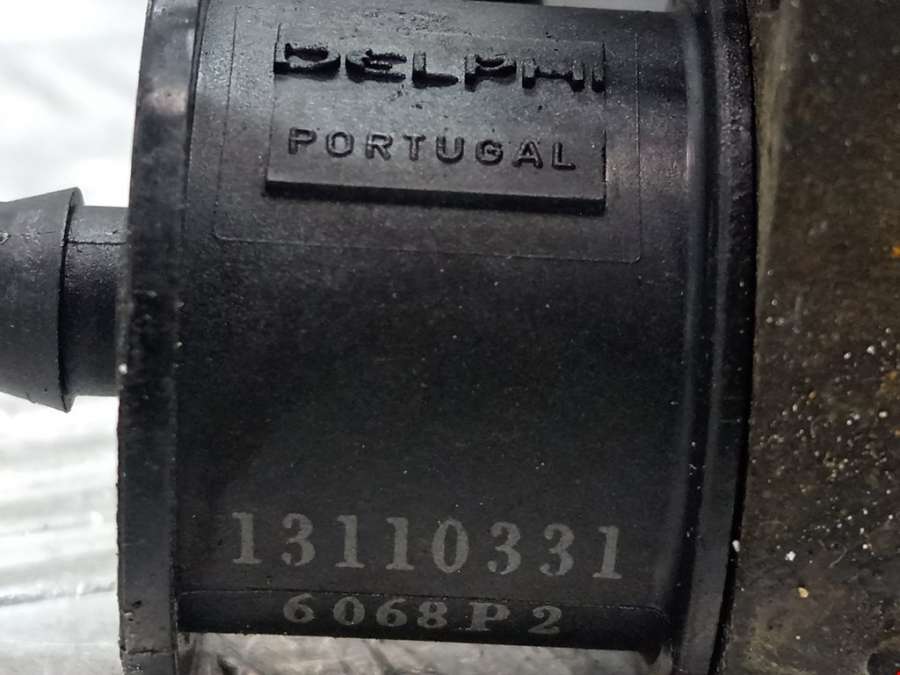 DELPHI
PORTUGAL
13110331
6068P2